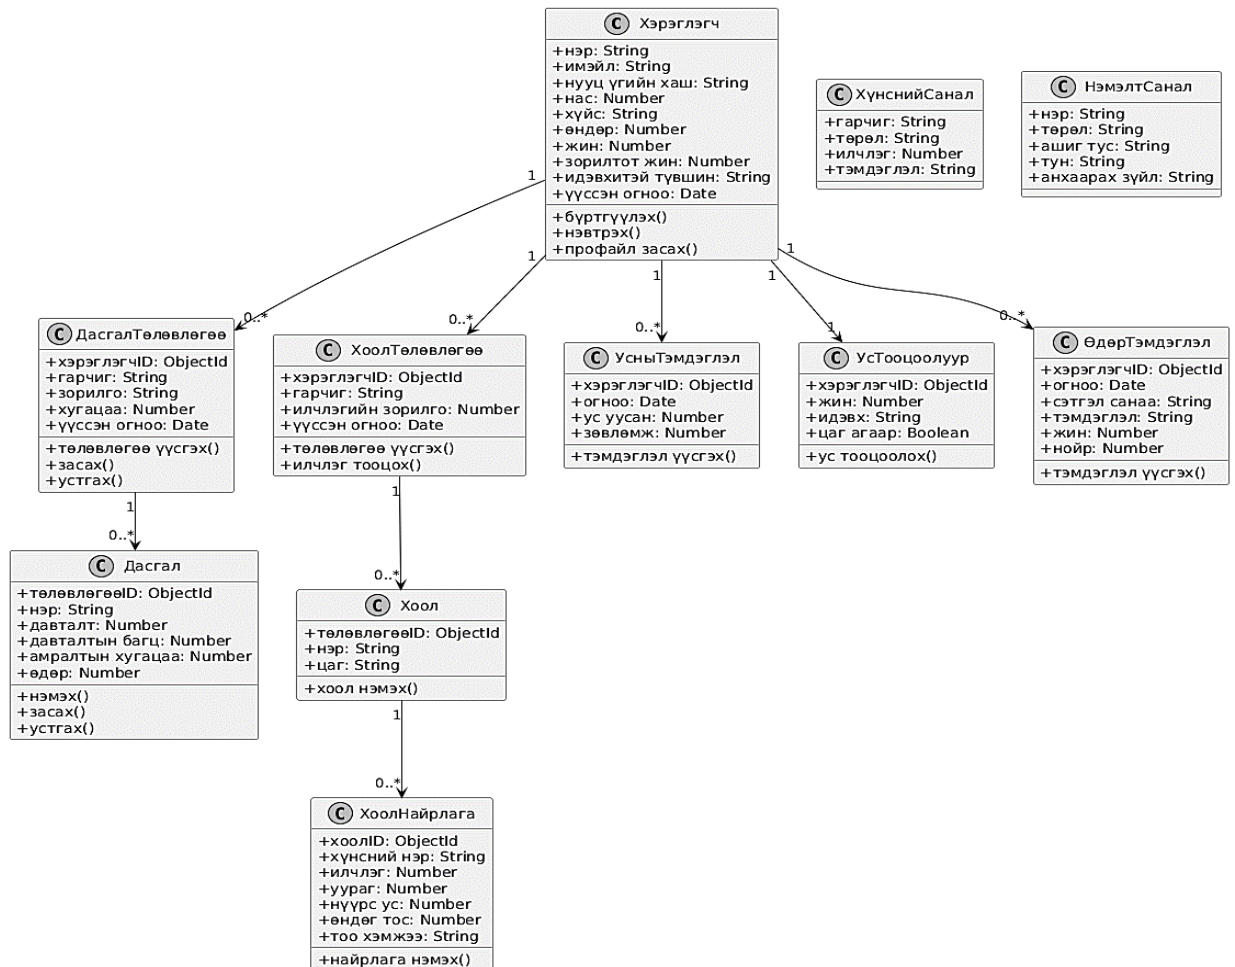 C Хэрэглэгч
+нэр: String
+имэйл: String
+нууц үгийн хаш: String
+нас: Number
+хүйс: String
+өндөр: Number
+жин: Number
+зорилтот жин: Number
+идэвхитэй түвшин: String
+үүссэн огноо: Date
+бүртгүүлэх()
+нэвтрэх()
+профайл засах()
C ХүнснийСанал
+гарчиг: String
+төрөл: String
+илчлэг: Number
+тэмдэглэл: String
C НэмэлтСанал
+нэр: String
+төрөл: String
+ашиг тус: String
+тун: String
+анхаарах зүйл: String
1
1
1
1
1
0..*
0..*
0..*
1
0..*
C ДасгалТөлөвлөгөө
+хэрэглэгчID: ObjectId
+гарчиг: String
+зорилго: String
+хугацаа: Number
+үүссэн огноо: Date
+төлөвлөгөө үүсгэх()
+засах()
+устгах()
C ХоолТөлөвлөгөө
+хэрэглэгчID: ObjectId
+гарчиг: String
+илчлэгийн зорилго: Number
+үүссэн огноо: Date
+төлөвлөгөө үүсгэх()
+илчлэг тооцох()
C УсныТэмдэглэл
+хэрэглэгчID: ObjectId
+огноо: Date
+ус уусан: Number
+зөвлөмж: Number
+тэмдэглэл үүсгэх()
C УсТооцоолуур
+хэрэглэгчID: ObjectId
+жин: Number
+идэвх: String
+цаг агаар: Boolean
+ус тооцоолох()
C ӨдөрТэмдэглэл
+хэрэглэгчID: ObjectId
+огноо: Date
+сэтгэл санаа: String
+тэмдэглэл: String
+жин: Number
+нойр: Number
+тэмдэглэл үүсгэх()
1
0..*
1
0..*
C Дасгал
+төлөвлөгөөID: ObjectId
+нэр: String
+давталт: Number
+давталтын багц: Number
+амралтын хугацаа: Number
+өдөр: Number
+нэмэх()
+засах()
+устгах()
C Хоол
+төлөвлөгөөID: ObjectId
+нэр: String
+цаг: String
+хоол нэмэх()
1
0..*
C ХоолНайрлага
+хоолID: ObjectId
+хүнсний нэр: String
+илчлэг: Number
+уураг: Number
+нүүрс ус: Number
+өндөг тос: Number
+тоо хэмжээ: String
+найрлага нэмэх()